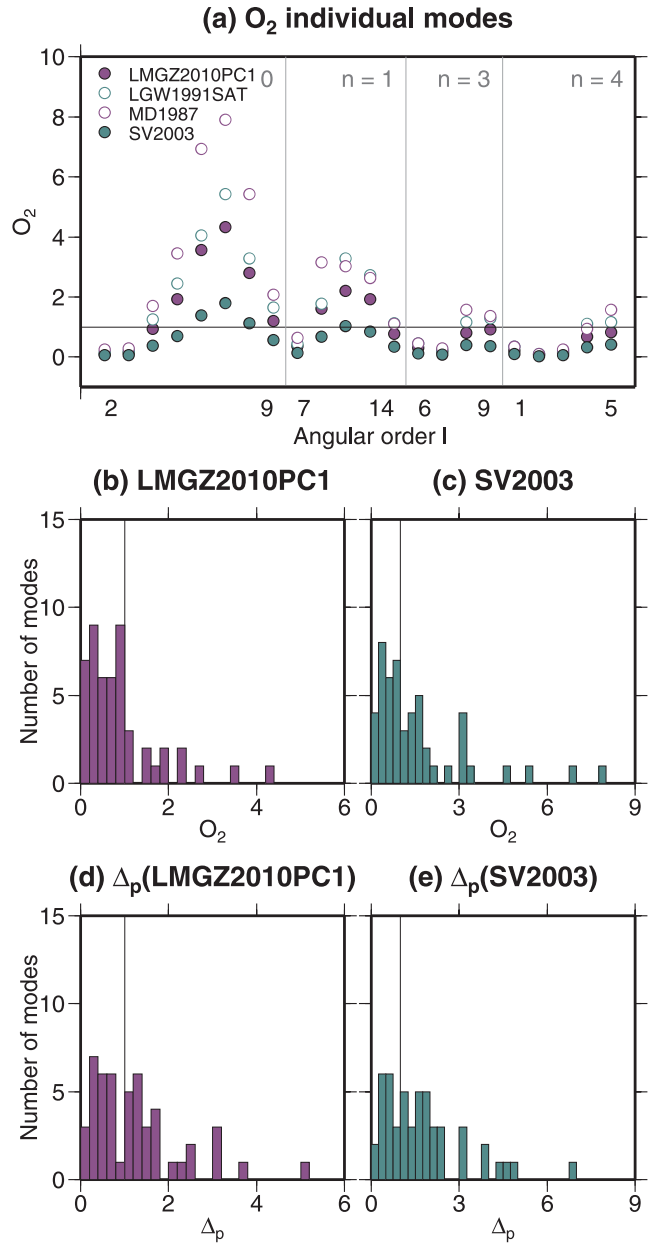 (a) O₂ individual modes
10
8
6
4
2
0
O₂
LMGZ2010PC1
LGW1991SAT
MD1987
SV2003
0
n = 1
n = 3
n = 4
2 9 7 14 6 9 1 5
Angular order l
(b) LMGZ2010PC1
(c) SV2003
15
10
5
0
Number of modes
0 2 4 6
0 3 6 9
O₂
O₂
(d) Δp(LMGZ2010PC1)
(e) Δp(SV2003)
15
10
5
0
Number of modes
0 2 4 6
0 3 6 9
Δp
Δp